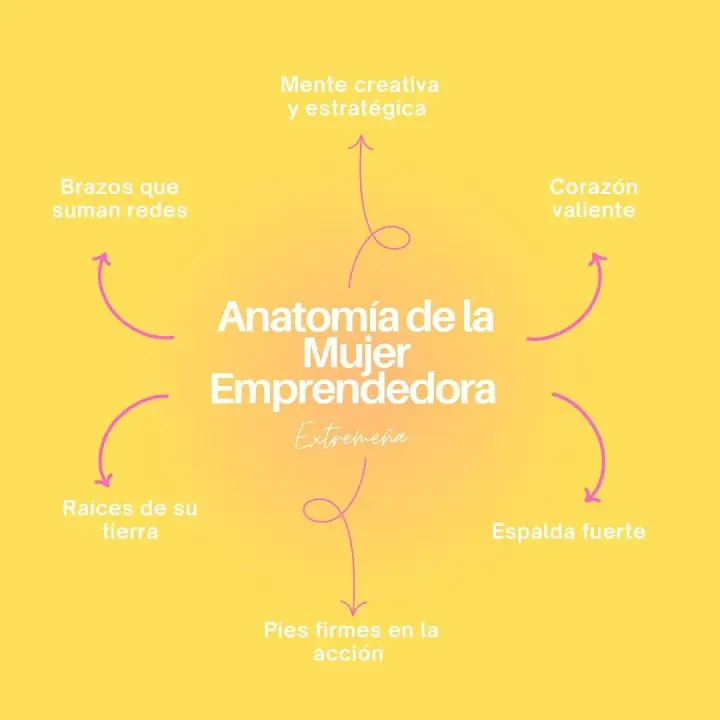 Mente creativa
y estratégica
Brazos que
suman redes
Corazón
valiente
Anatomía de la
Mujer
Emprendedora
Extremeña
Raíces de su
tierra
Espalda fuerte
Pies firmes en la
acción